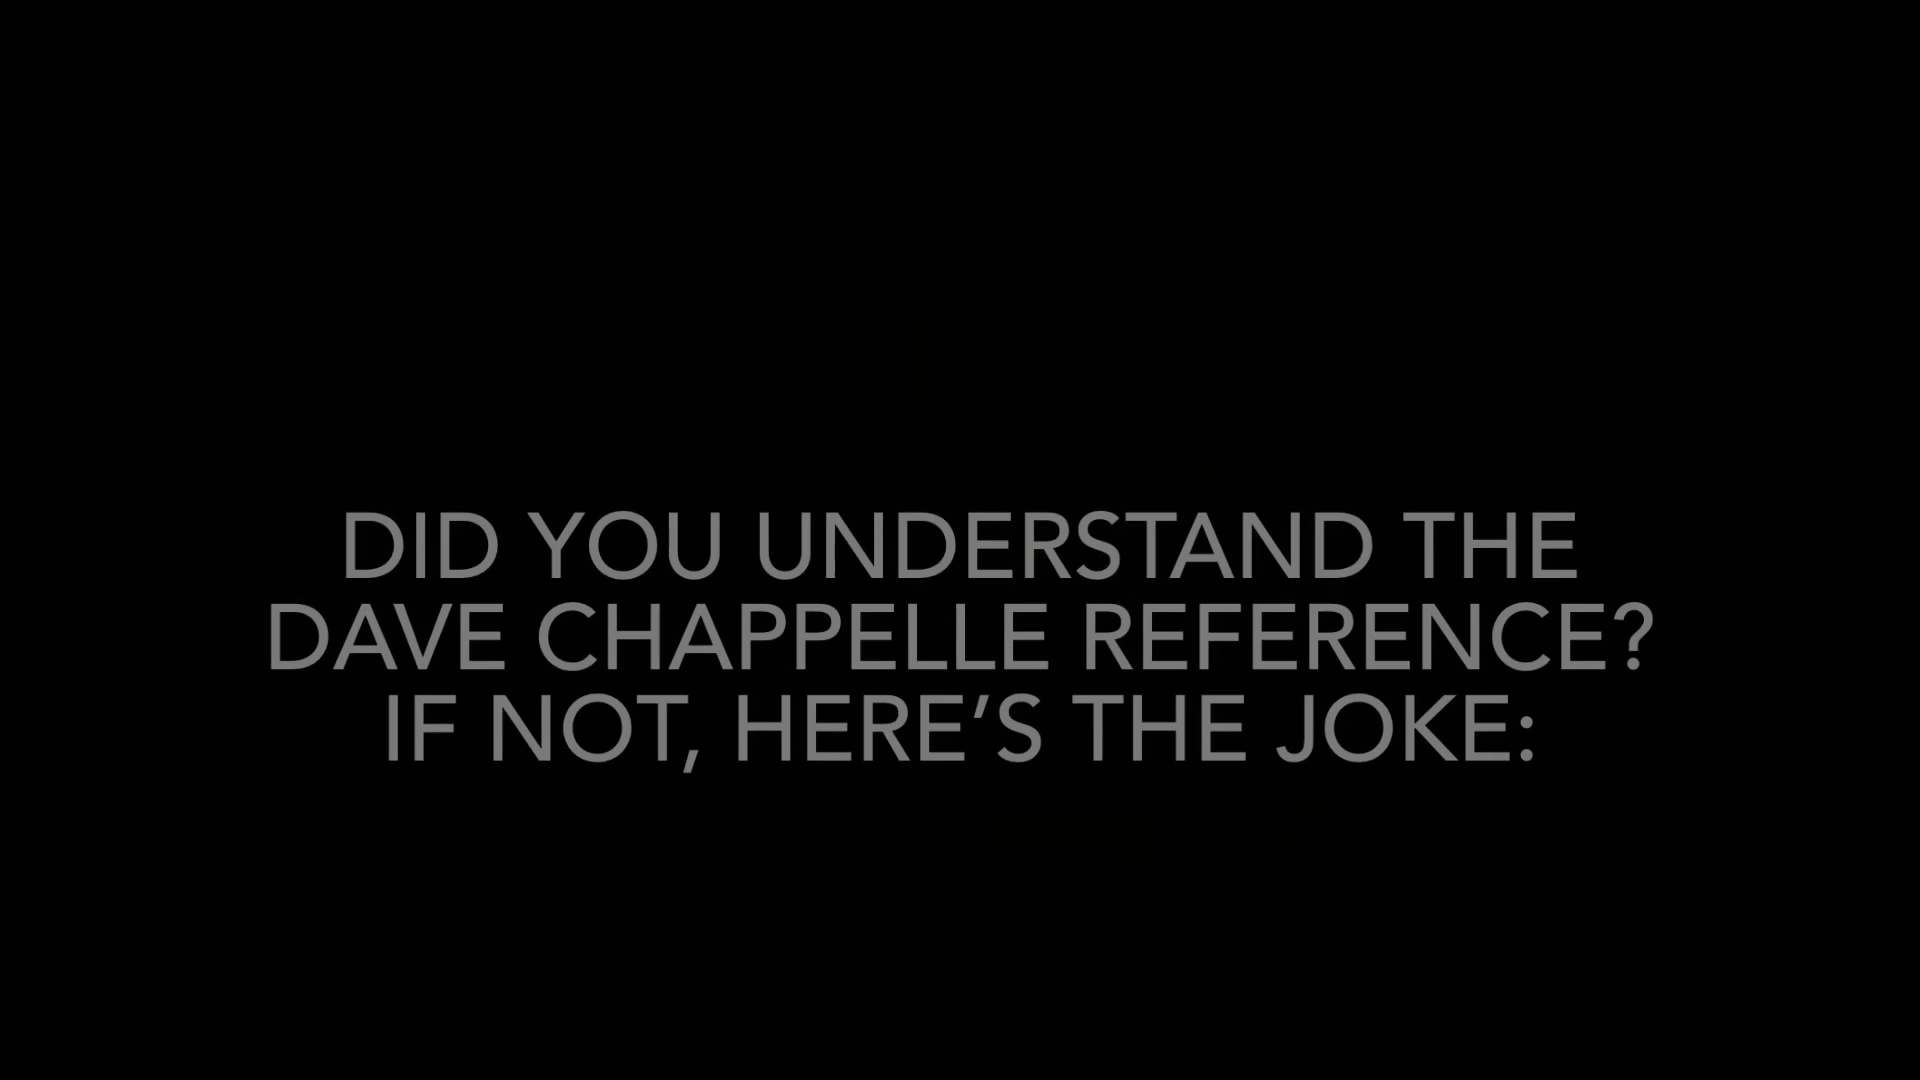 DID YOU UNDERSTAND THE
DAVE CHAPPELLE REFERENCE?
IF NOT, HERE’S THE JOKE: